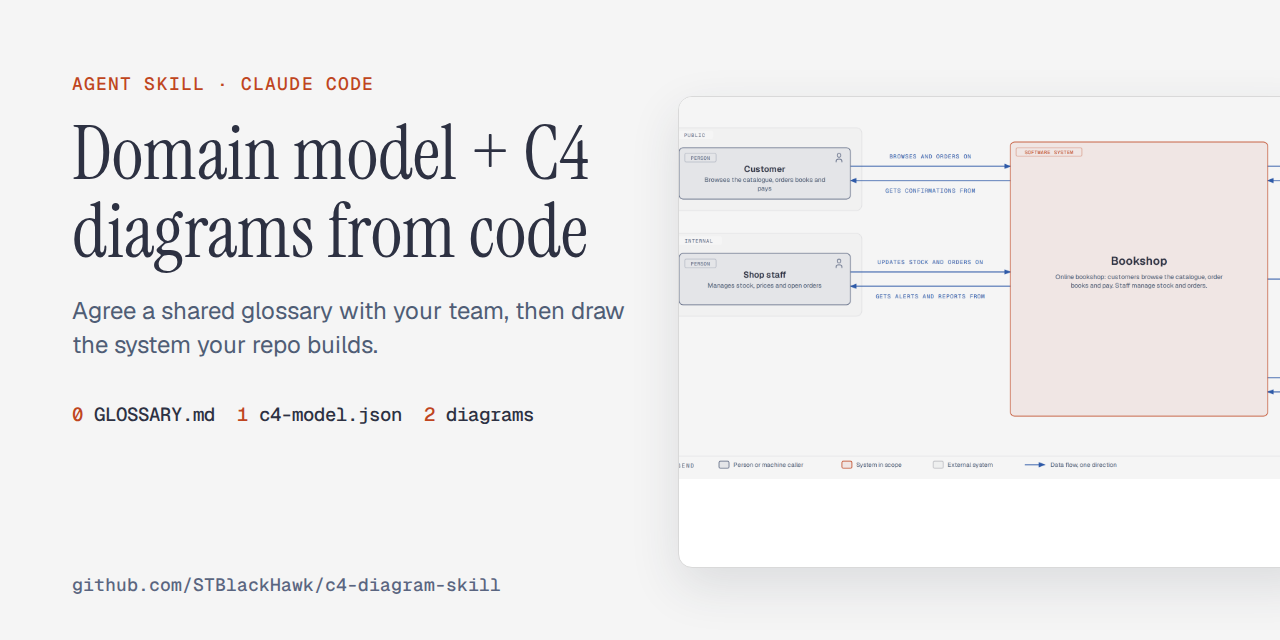 AGENT SKILL · CLAUDE CODE
Domain model + C4
diagrams from code
Agree a shared glossary with your team, then draw
the system your repo builds.
0 GLOSSARY.md 1 c4-model.json 2 diagrams
github.com/STBlackHawk/c4-diagram-skill
PUBLIC
PERSON
Customer
Browses the catalogue, orders books and
pays
BROWSES AND ORDERS ON
GETS CONFIRMATIONS FROM
INTERNAL
PERSON
Shop staff
Manages stock, prices and open orders
UPDATES STOCK AND ORDERS ON
GETS ALERTS AND REPORTS FROM
SOFTWARE SYSTEM
Bookshop
Online bookshop: customers browse the catalogue, order
books and pay. Staff manage stock and orders.
Person or machine caller
System in scope
External system
Data flow, one direction